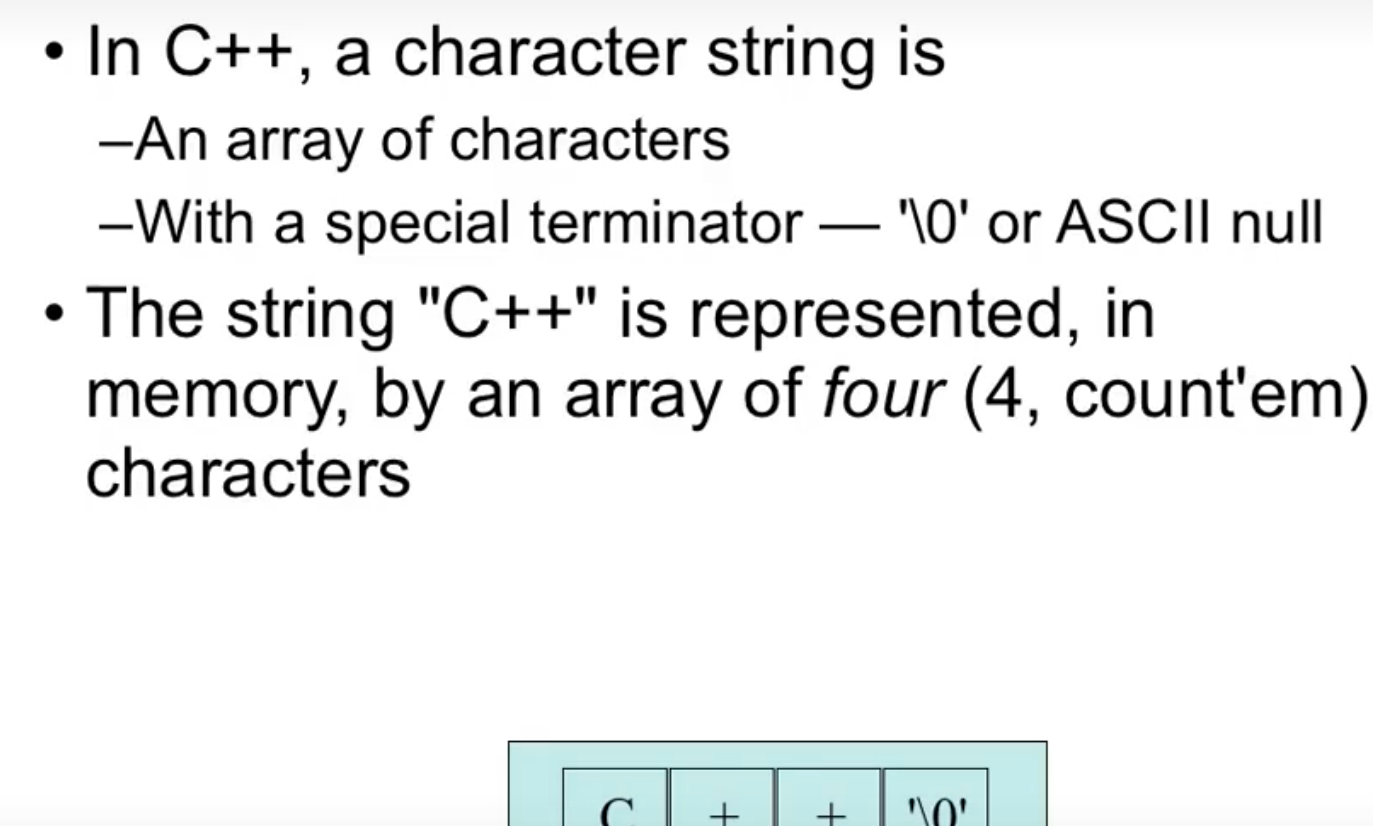 • In C++, a character string is
–An array of characters
–With a special terminator — '\0' or ASCII null
• The string "C++" is represented, in
memory, by an array of four (4, count'em)
characters
C + + '\0'